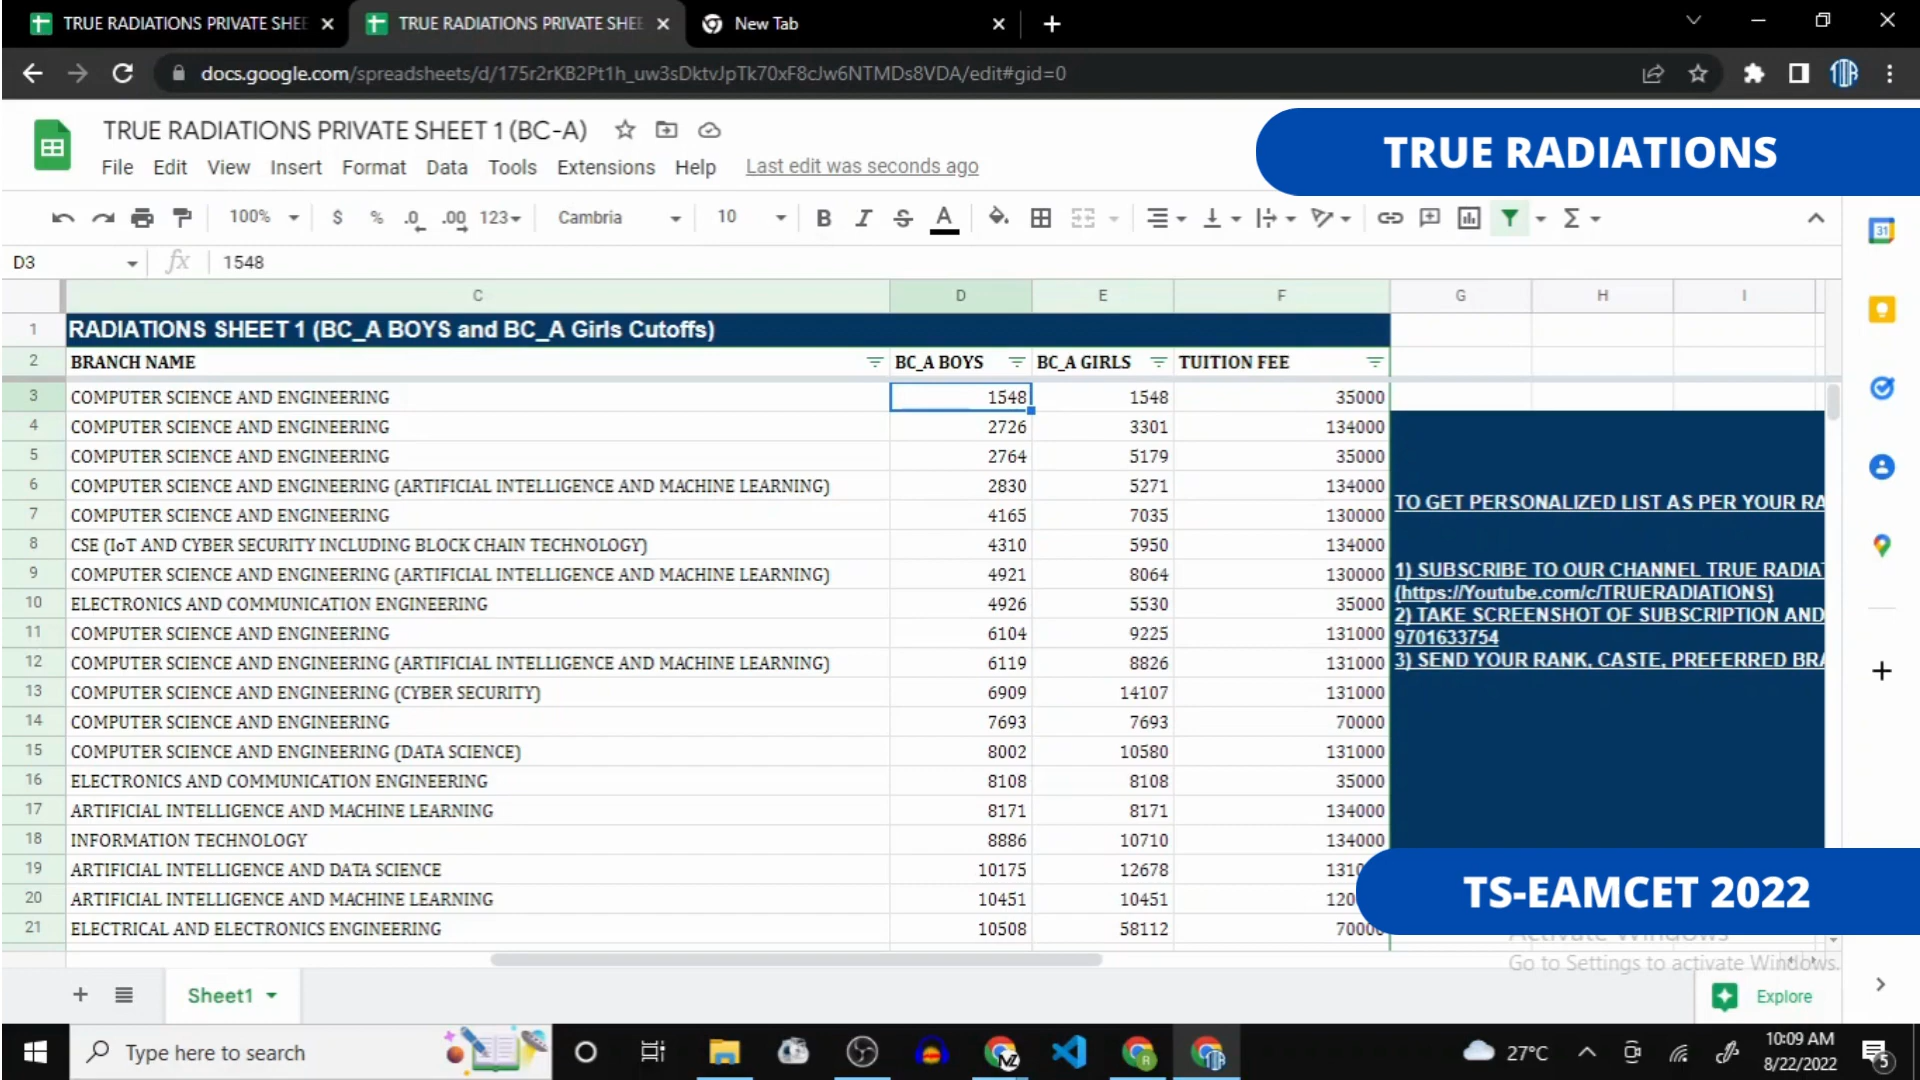 TRUE RADIATIONS PRIVATE SHEE
TRUE RADIATIONS PRIVATE SHEE
New Tab
docs.google.com/spreadsheets/d/175r2rKB2Pt1h_uw3sDktvJpTk70xF8cJw6NTMDs8VDA/edit#gid=0
TRUE RADIATIONS PRIVATE SHEET 1 (BC-A)
TRUE RADIATIONS
File Edit View Insert Format Data Tools Extensions Help Last edit was seconds ago
100% $ % .0 .00 123 Cambria 10 B I S A
31
D3 fx 1548
C D E F G H I
1 RADIATIONS SHEET 1 (BC_A BOYS and BC_A Girls Cutoffs)
2 BRANCH NAME BC_A BOYS BC_A GIRLS TUITION FEE
3 COMPUTER SCIENCE AND ENGINEERING 1548 1548 35000
4 COMPUTER SCIENCE AND ENGINEERING 2726 3301 134000
5 COMPUTER SCIENCE AND ENGINEERING 2764 5179 35000
6 COMPUTER SCIENCE AND ENGINEERING (ARTIFICIAL INTELLIGENCE AND MACHINE LEARNING) 2830 5271 134000
7 COMPUTER SCIENCE AND ENGINEERING 4165 7035 130000
8 CSE (IoT AND CYBER SECURITY INCLUDING BLOCK CHAIN TECHNOLOGY) 4310 5950 134000
9 COMPUTER SCIENCE AND ENGINEERING (ARTIFICIAL INTELLIGENCE AND MACHINE LEARNING) 4921 8064 130000
10 ELECTRONICS AND COMMUNICATION ENGINEERING 4926 5530 35000
11 COMPUTER SCIENCE AND ENGINEERING 6104 9225 131000
12 COMPUTER SCIENCE AND ENGINEERING (ARTIFICIAL INTELLIGENCE AND MACHINE LEARNING) 6119 8826 131000
13 COMPUTER SCIENCE AND ENGINEERING (CYBER SECURITY) 6909 14107 131000
14 COMPUTER SCIENCE AND ENGINEERING 7693 7693 70000
15 COMPUTER SCIENCE AND ENGINEERING (DATA SCIENCE) 8002 10580 131000
16 ELECTRONICS AND COMMUNICATION ENGINEERING 8108 8108 35000
17 ARTIFICIAL INTELLIGENCE AND MACHINE LEARNING 8171 8171 134000
18 INFORMATION TECHNOLOGY 8886 10710 134000
19 ARTIFICIAL INTELLIGENCE AND DATA SCIENCE 10175 12678 131
20 ARTIFICIAL INTELLIGENCE AND MACHINE LEARNING 10451 10451 120
21 ELECTRICAL AND ELECTRONICS ENGINEERING 10508 58112 70000
TO GET PERSONALIZED LIST AS PER YOUR RA
1) SUBSCRIBE TO OUR CHANNEL TRUE RADIAT
(https://Youtube.com/c/TRUERADIATIONS)
2) TAKE SCREENSHOT OF SUBSCRIPTION AND
9701633754
3) SEND YOUR RANK, CASTE, PREFERRED BRA
TS-EAMCET 2022
Activate Windows
Go to Settings to activate Windows.
Sheet1
Explore
Type here to search
27°C
10:09 AM
8/22/2022
5